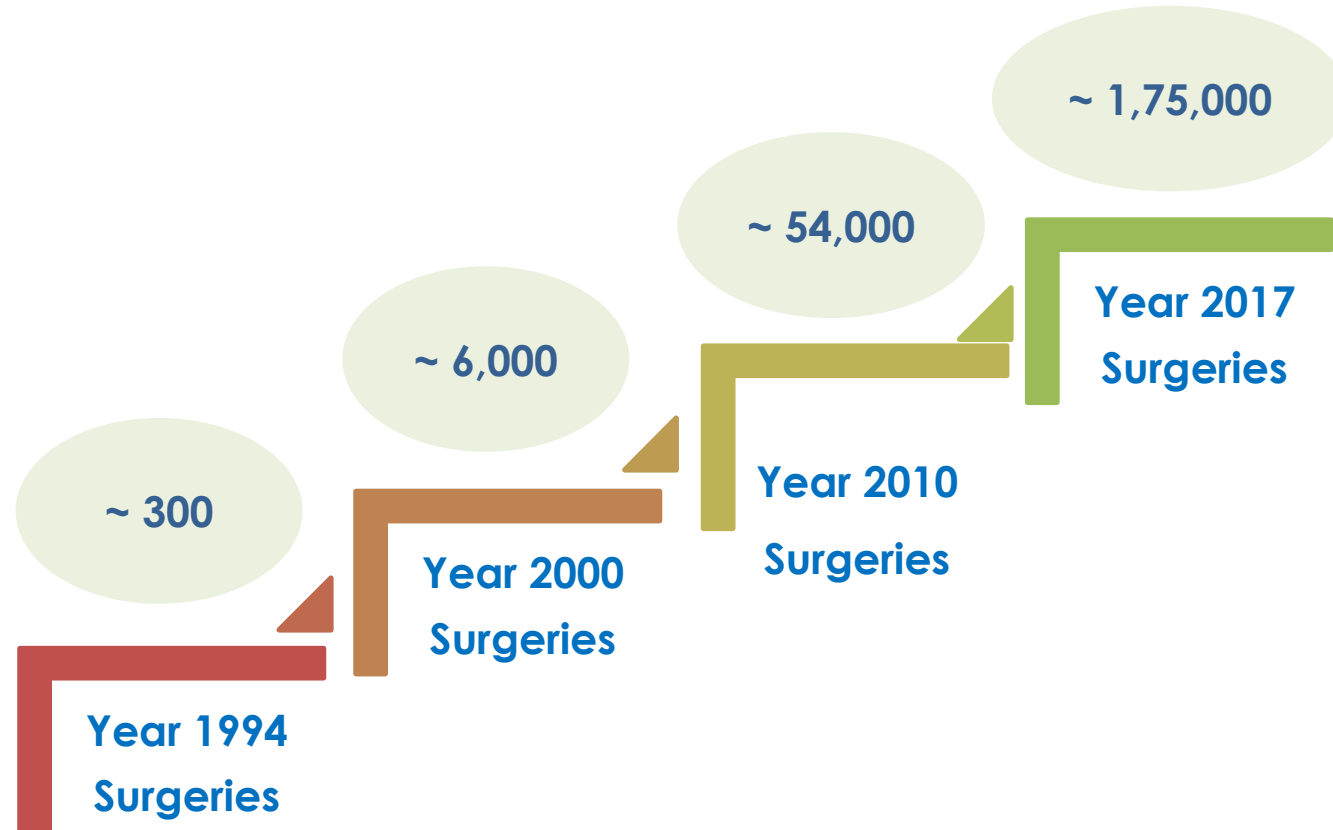 ~ 300
Year 1994
Surgeries
~ 6,000
Year 2000
Surgeries
~ 54,000
Year 2010
Surgeries
~ 1,75,000
Year 2017
Surgeries